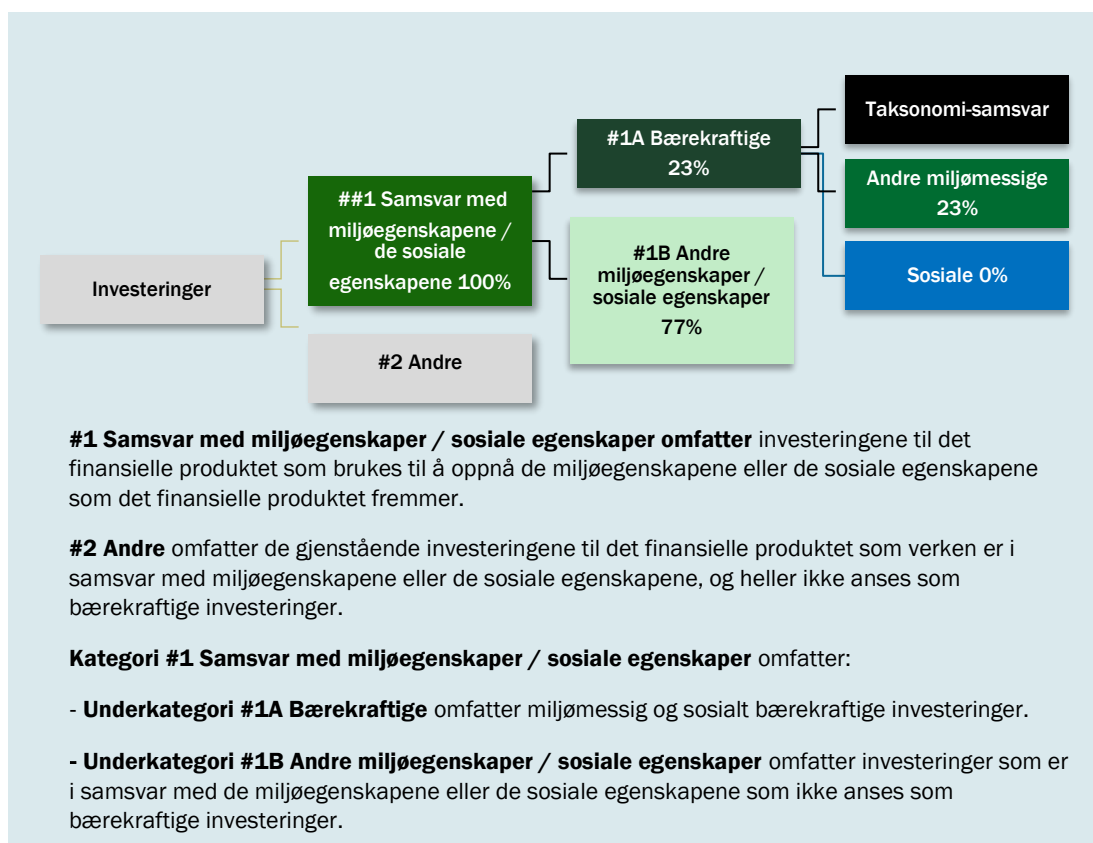 Taksonomi-samsvar
#1A Bærekraftige
23%
Andre miljømessige
23%
##1 Samsvar med
miljøegenskapene /
de sosiale
egenskapene 100%
#1B Andre
miljøegenskaper /
sosiale egenskaper
77%
Sosiale 0%
Investeringer
#2 Andre
#1 Samsvar med miljøegenskaper / sosiale egenskaper omfatter investeringene til det
finansielle produktet som brukes til å oppnå de miljøegenskapene eller de sosiale egenskapene
som det finansielle produktet fremmer.
#2 Andre omfatter de gjenstående investeringene til det finansielle produktet som verken er i
samsvar med miljøegenskapene eller de sosiale egenskapene, og heller ikke anses som
bærekraftige investeringer.
Kategori #1 Samsvar med miljøegenskaper / sosiale egenskaper omfatter:
- Underkategori #1A Bærekraftige omfatter miljømessig og sosialt bærekraftige investeringer.
- Underkategori #1B Andre miljøegenskaper / sosiale egenskaper omfatter investeringer som er
i samsvar med de miljøegenskapene eller de sosiale egenskapene som ikke anses som
bærekraftige investeringer.